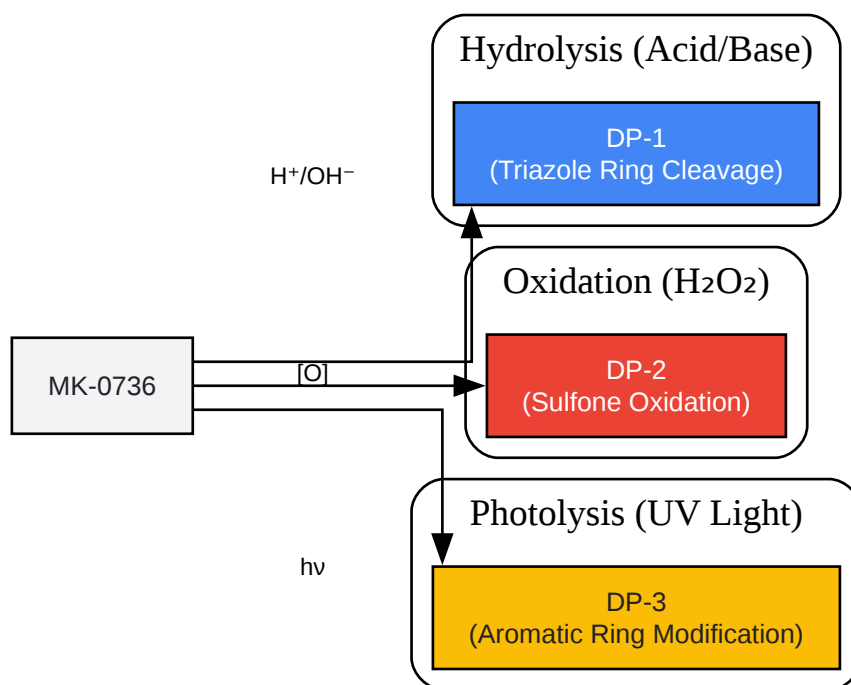 Hydrolysis (Acid/Base)
DP-1
(Triazole Ring Cleavage)
H⁺/OH⁻
Oxidation (H₂O₂)
MK-0736
[O]
DP-2
(Sulfone Oxidation)
Photolysis (UV Light)
hν
DP-3
(Aromatic Ring Modification)